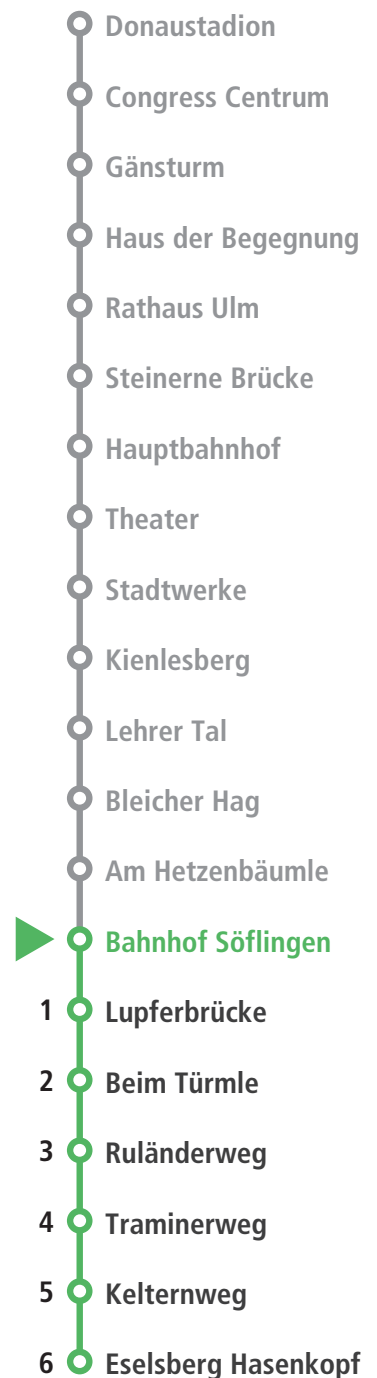 Donaustadion
Congress Centrum
Gänsturm
Haus der Begegnung
Rathaus Ulm
Steinerne Brücke
Hauptbahnhof
Theater
Stadtwerke
Kienlesberg
Lehrer Tal
Bleicher Hag
Am Hetzenbäumle
Bahnhof Söflingen
1 Lupferbrücke
2 Beim Türmle
3 Ruländerweg
4 Traminerweg
5 Kelternweg
6 Eselsberg Hasenkopf